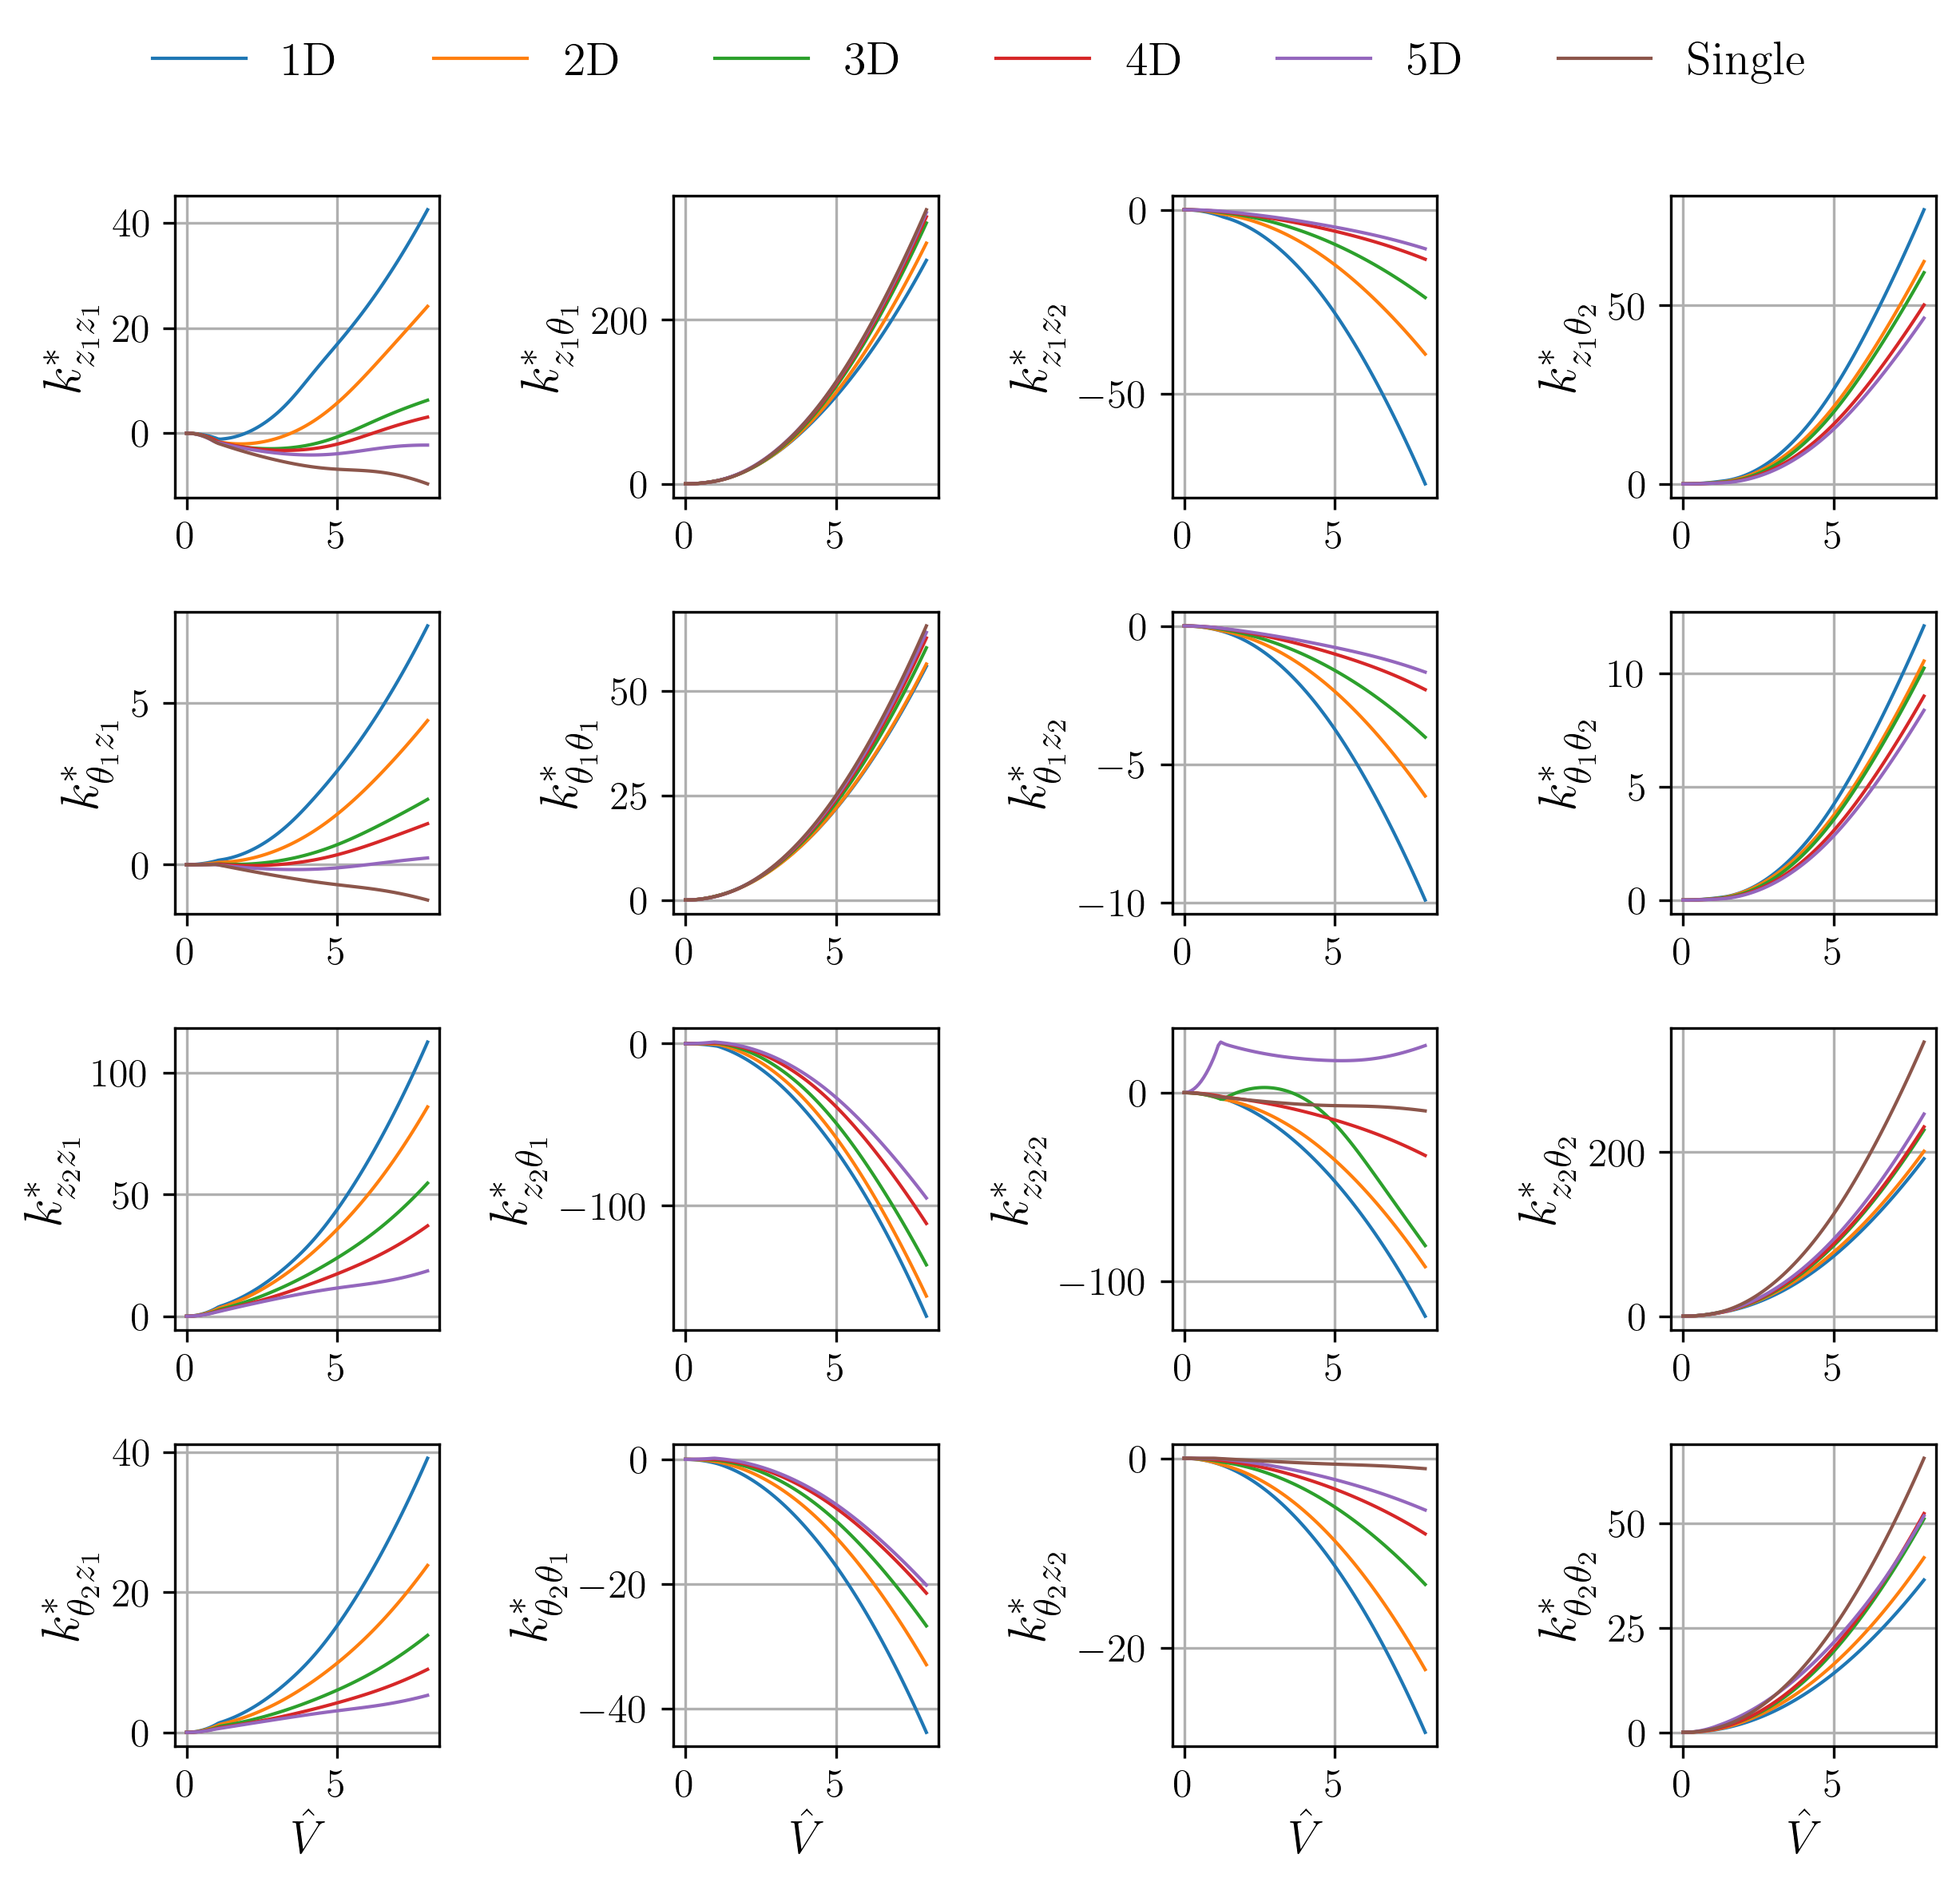 1D 2D 3D 4D 5D Single
k*z1z1 0 20 40 0 5
k*z1θ1 0 200 0 5
k*z1z2 −50 0 0 5
k*z1θ2 0 50 0 5
k*θ1z1 0 5 0 5
k*θ1θ1 0 25 50 0 5
k*θ1z2 −10 −5 0 0 5
k*θ1θ2 0 5 10 0 5
k*z2z1 0 50 100 0 5
k*z2θ1 −100 0 0 5
k*z2z2 −100 0 0 5
k*z2θ2 0 200 0 5
k*θ2z1 0 20 40 0 5
k*θ2θ1 −40 −20 0 0 5
k*θ2z2 −20 0 0 5
k*θ2θ2 0 25 50 0 5
V̂ V̂ V̂ V̂